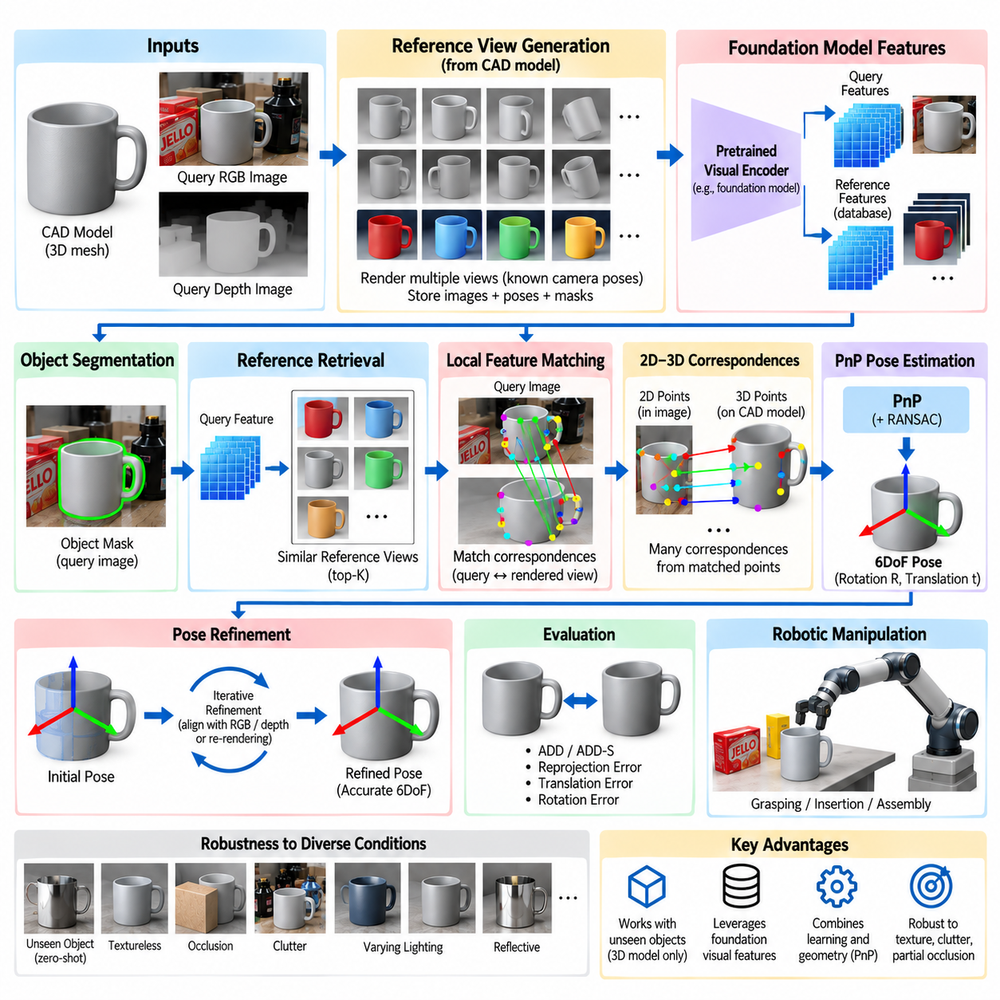 Inputs
CAD Model
(3D mesh)
JELLO
Query RGB Image
Query Depth Image
Reference View Generation
(from CAD model)
...
...
...
Render multiple views (known camera poses)
Store images + poses + masks
Foundation Model Features
Pretrained
Visual Encoder
(e.g., foundation model)
Query
Features
Reference
Features
(database)
...
Object Segmentation
JELLO
Object Mask
(query image)
Reference Retrieval
Query Feature
...
Similar Reference Views
(top-K)
Local Feature Matching
Query Image
Match correspondences
(query ↔ rendered view)
2D–3D Correspondences
2D Points
(in image)
3D Points
(on CAD model)
...
Many correspondences
from matched points
PnP Pose Estimation
PnP
(+ RANSAC)
6DoF Pose
(Rotation R, Translation t)
Pose Refinement
Initial Pose
Iterative
Refinement
(align with RGB / depth
or re-rendering)
Refined Pose
(Accurate 6DoF)
Evaluation
• ADD / ADD-S
• Reprojection Error
• Translation Error
• Rotation Error
Robotic Manipulation
JELLO
Grasping / Insertion / Assembly
Robustness to Diverse Conditions
Unseen Object
(zero-shot)
Textureless
Occlusion
Clutter
Varying Lighting
Reflective
...
Key Advantages
Works with
unseen objects
(3D model only)
Leverages
foundation
visual features
Combines
learning and
geometry (PnP)
Robust to
texture, clutter,
partial occlusion